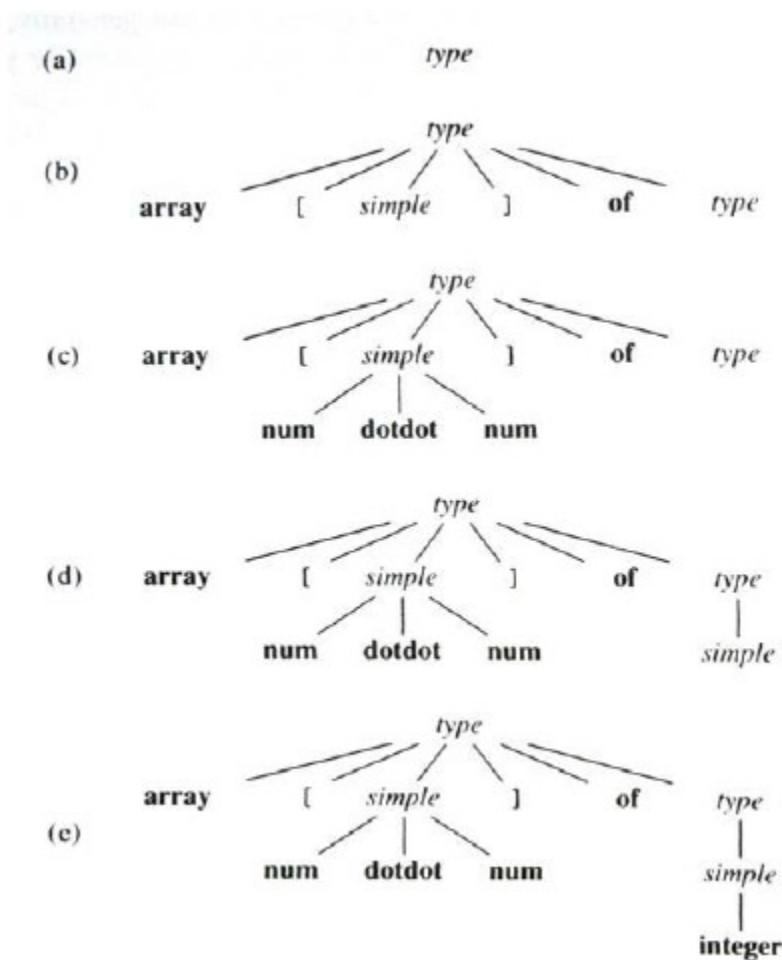 (a) type
type
(b)
array [ simple ] of type
type
(c) array [ simple ] of type
num dotdot num
type
(d) array [ simple ] of type
num dotdot num simple
type
array [ simple ] of type
(e)
num dotdot num simple
integer